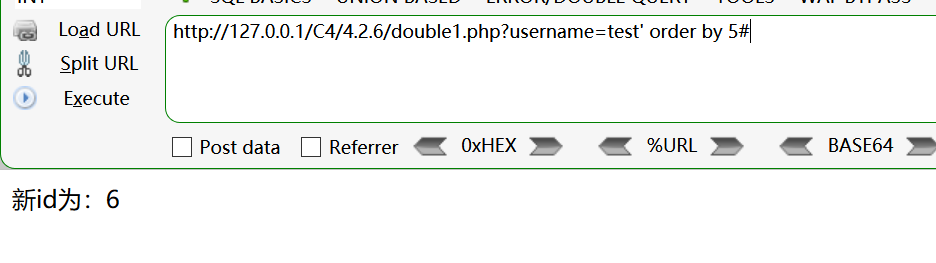 SQL BASICS UNION BASED ERROR/DOUBLE QUERY TOOLS WAF BYPASS
Load URL
http://127.0.0.1/C4/4.2.6/double1.php?username=test' order by 5#
Split URL
Execute
Post data Referrer 0xHEX %URL BASE64
新id为：6